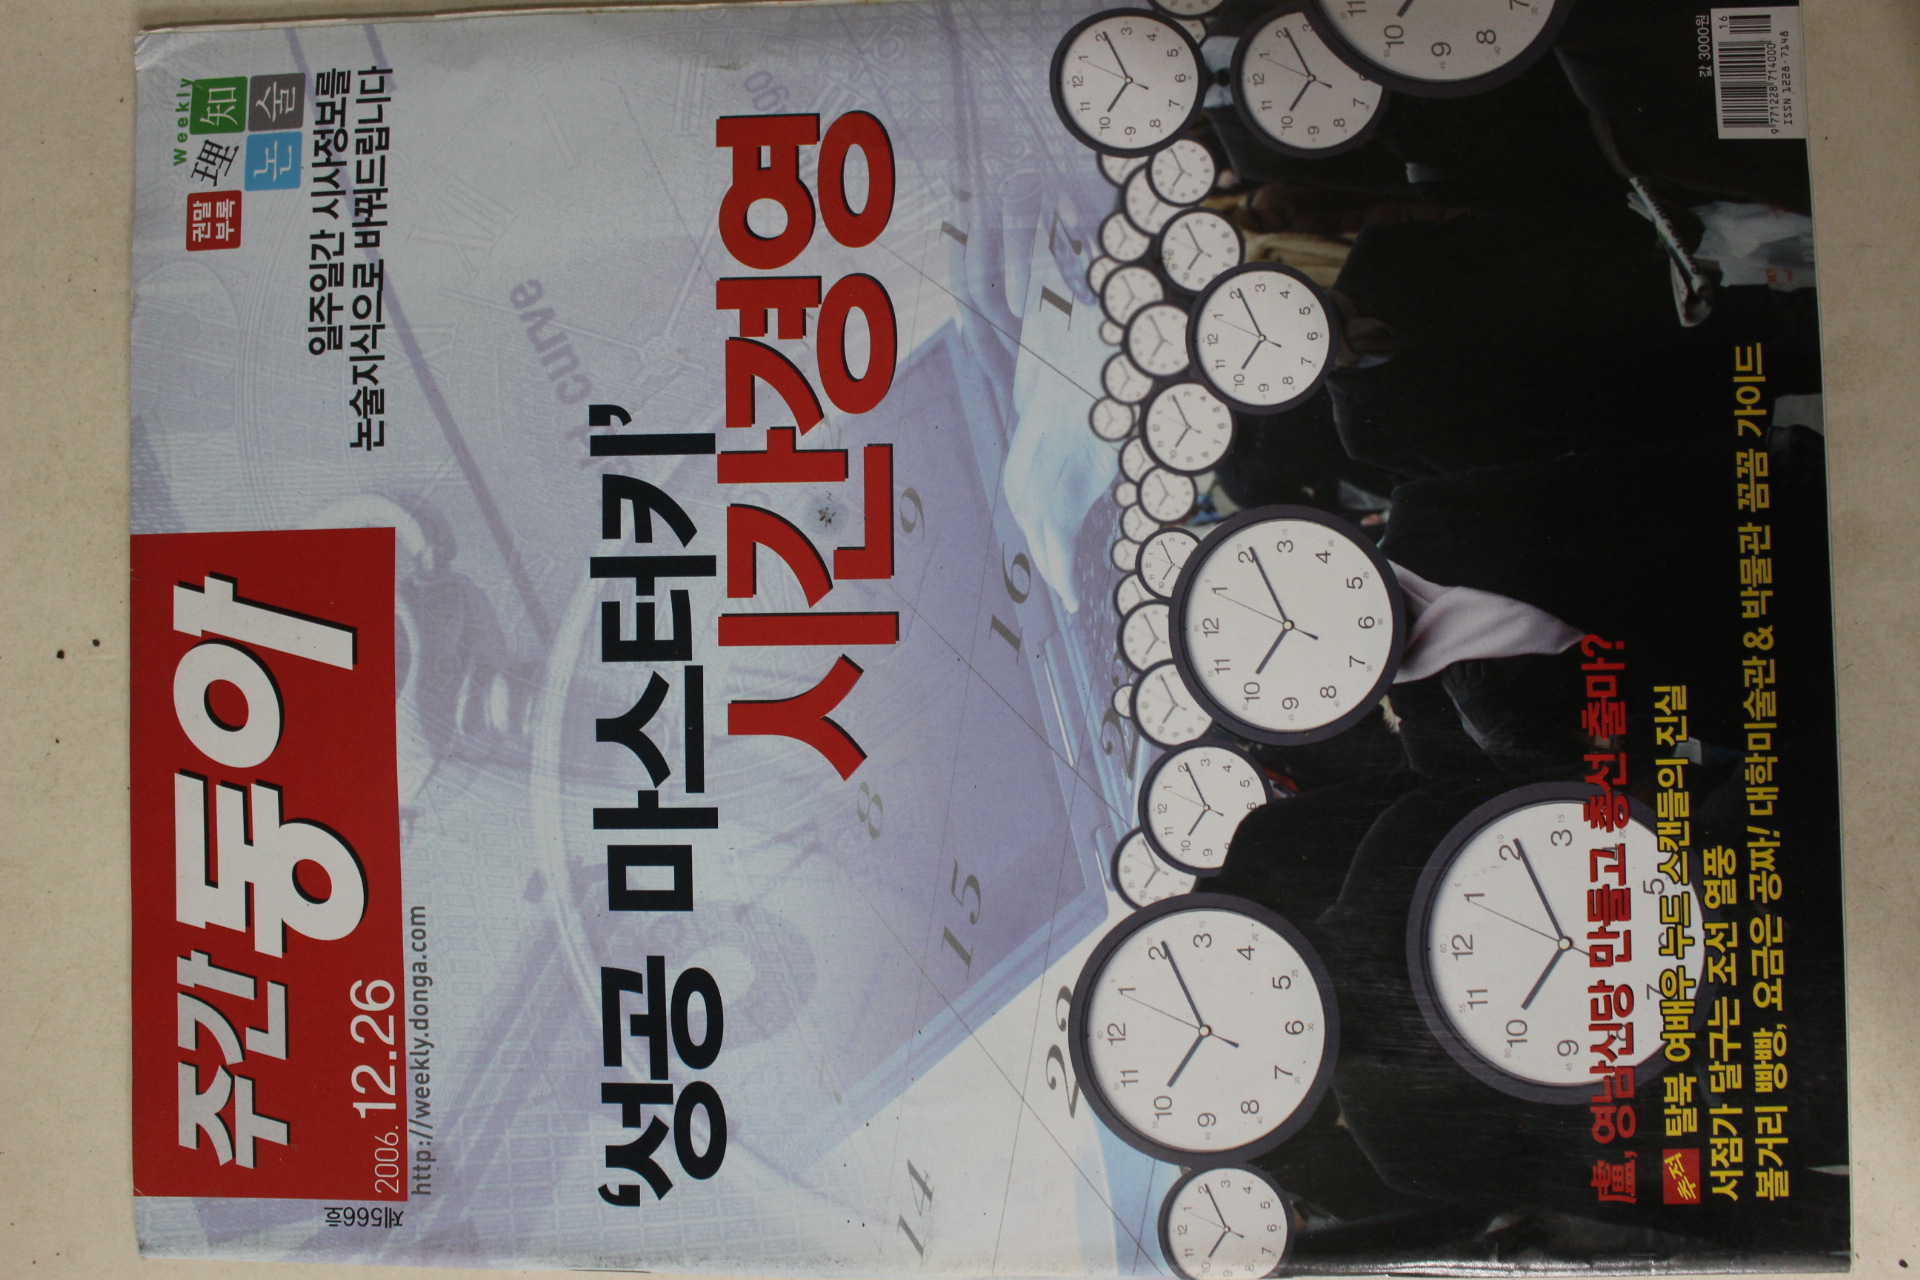 주간동아
제566호
2006. 12.26
http://weekly.donga.com
Weekly
권말
부록
理知
논술
일주일간 시사정보를
논술지식으로 바꿔드립니다
‘성공 마스터키’
시간경영
盧, 영남신당 만들고 총선 출마?
추적 탈북 여배우 누드 스캔들의 진실
서점가 달구는 조선 열풍
볼거리 빵빵, 요금은 공짜! 대학미술관&박물관 꼼꼼 가이드
값 3000원
16
9 771228 714000
ISSN 1228-7148